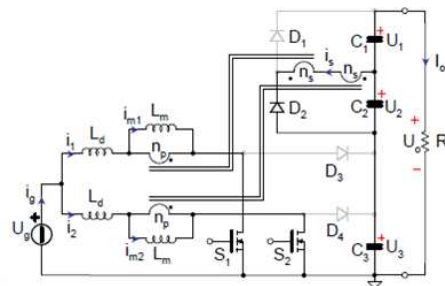 D1
C1 U1
is
ns ns
Io
im1 Lm
D2
C2 U2
i1 Ld
np
Uo R
D3
ig Ld
Ug i2
np
D4
im2 Lm
S1 S2
C3 U3